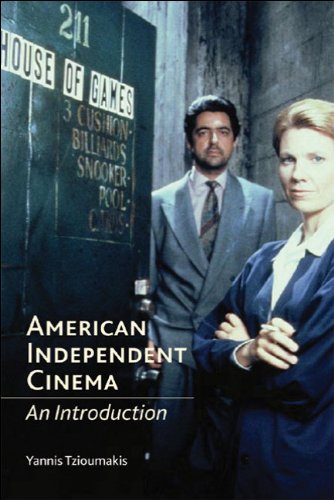 211
HOUSE OF GAMES
3 CUSHION-
BILLIARDS
SNOOKER-
POOL-
CARDS-
AMERICAN
INDEPENDENT
CINEMA
An Introduction
Yannis Tzioumakis